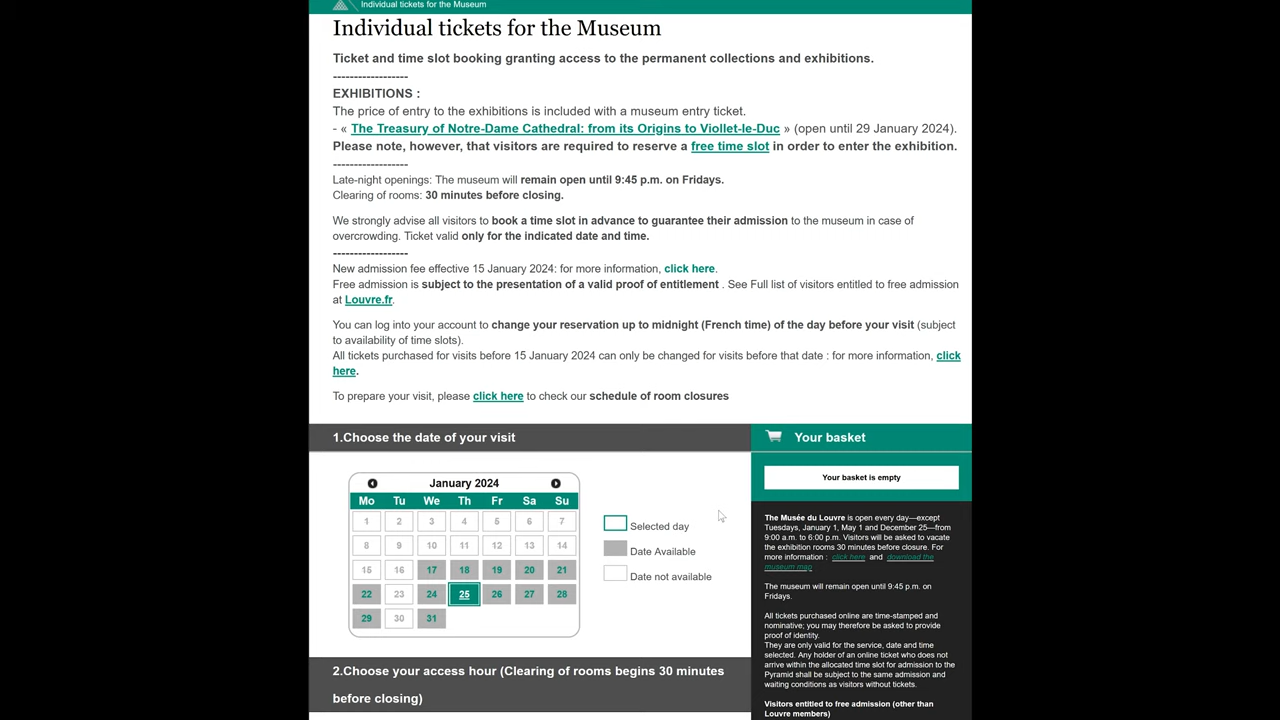 Individual tickets for the Museum
Individual tickets for the Museum
Ticket and time slot booking granting access to the permanent collections and exhibitions.
------------------
EXHIBITIONS :
The price of entry to the exhibitions is included with a museum entry ticket.
- « The Treasury of Notre-Dame Cathedral: from its Origins to Viollet-le-Duc » (open until 29 January 2024).
Please note, however, that visitors are required to reserve a free time slot in order to enter the exhibition.
------------------
Late-night openings: The museum will remain open until 9:45 p.m. on Fridays.
Clearing of rooms: 30 minutes before closing.
We strongly advise all visitors to book a time slot in advance to guarantee their admission to the museum in case of
overcrowding. Ticket valid only for the indicated date and time.
------------------
New admission fee effective 15 January 2024: for more information, click here.
Free admission is subject to the presentation of a valid proof of entitlement . See Full list of visitors entitled to free admission
at Louvre.fr.
You can log into your account to change your reservation up to midnight (French time) of the day before your visit (subject
to availability of time slots).
All tickets purchased for visits before 15 January 2024 can only be changed for visits before that date : for more information, click
here.
To prepare your visit, please click here to check our schedule of room closures
1.Choose the date of your visit
January 2024
Mo Tu We Th Fr Sa Su
1 2 3 4 5 6 7
8 9 10 11 12 13 14
15 16 17 18 19 20 21
22 23 24 25 26 27 28
29 30 31
Selected day
Date Available
Date not available
2.Choose your access hour (Clearing of rooms begins 30 minutes
before closing)
Your basket
Your basket is empty
The Musée du Louvre is open every day—except
Tuesdays, January 1, May 1 and December 25—from
9:00 a.m. to 6:00 p.m. Visitors will be asked to vacate
the exhibition rooms 30 minutes before closure. For
more information : click here and download the
museum map
The museum will remain open until 9:45 p.m. on
Fridays.
All tickets purchased online are time-stamped and
nominative; you may therefore be asked to provide
proof of identity.
They are only valid for the service, date and time
selected. Any holder of an online ticket who does not
arrive within the allocated time slot for admission to the
Pyramid shall be subject to the same admission and
waiting conditions as visitors without tickets.
Visitors entitled to free admission (other than
Louvre members)